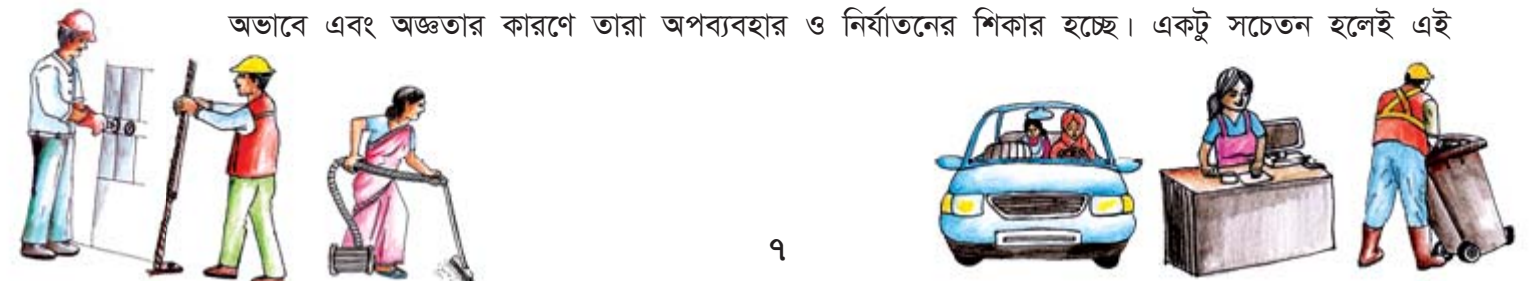 অভাবে এবং অজ্ঞতার কারণে তারা অপব্যবহার ও নির্যাতনের শিকার হচ্ছে। একটু সচেতন হলেই এই
৭